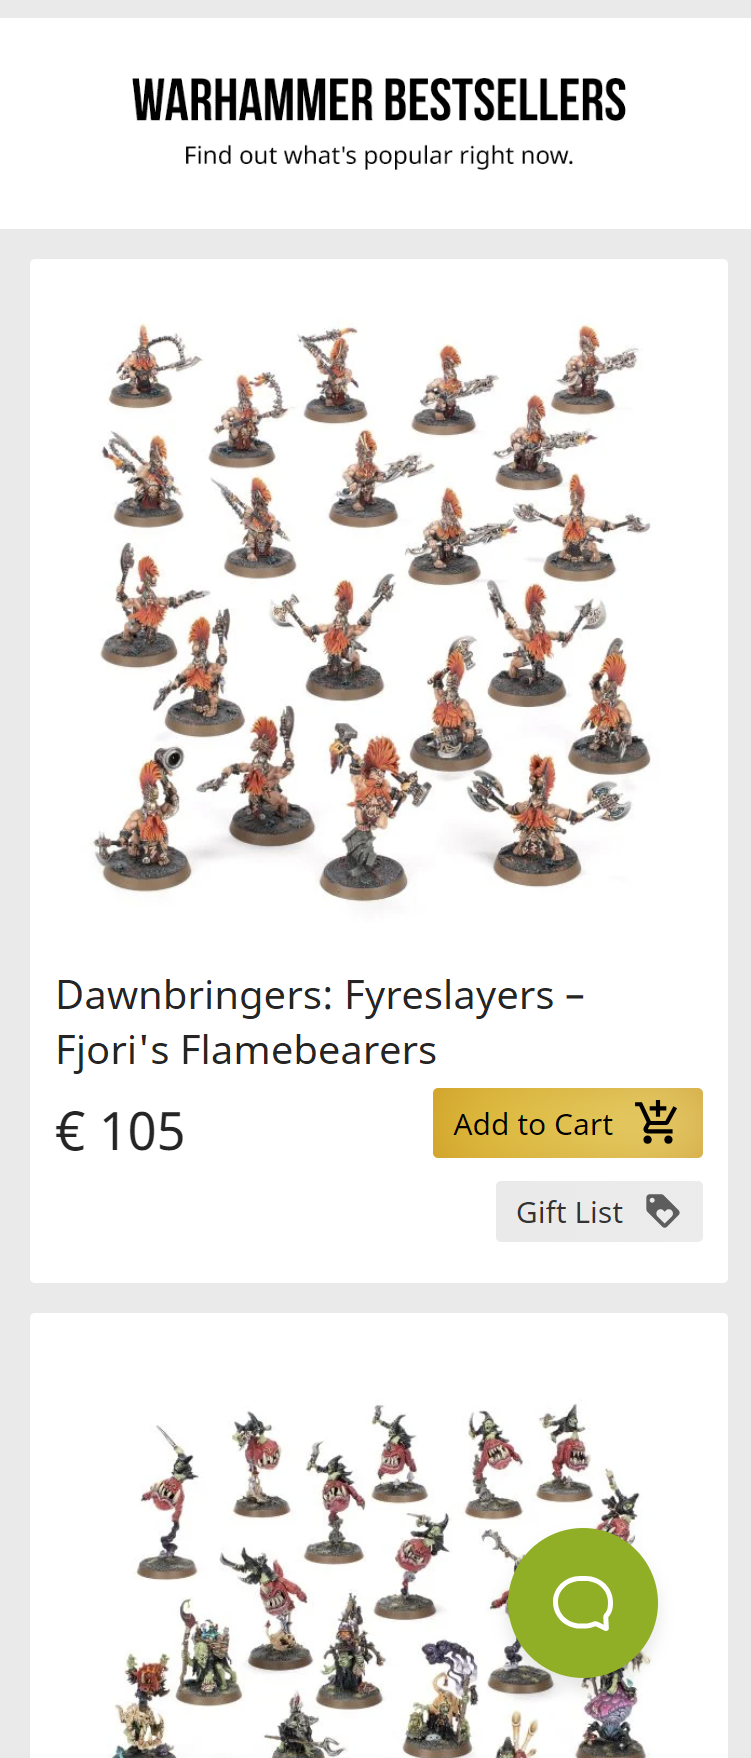 WARHAMMER BESTSELLERS
Find out what's popular right now.
Dawnbringers: Fyreslayers –
Fjori's Flamebearers
€ 105
Add to Cart
Gift List